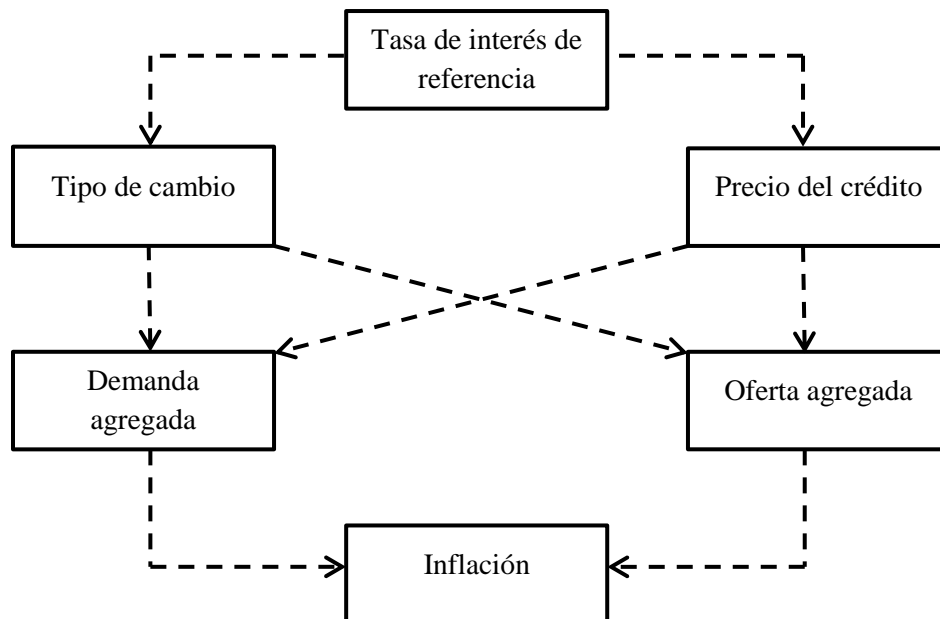 Tasa de interés de
referencia
Tipo de cambio
Precio del crédito
Demanda
agregada
Oferta agregada
Inflación